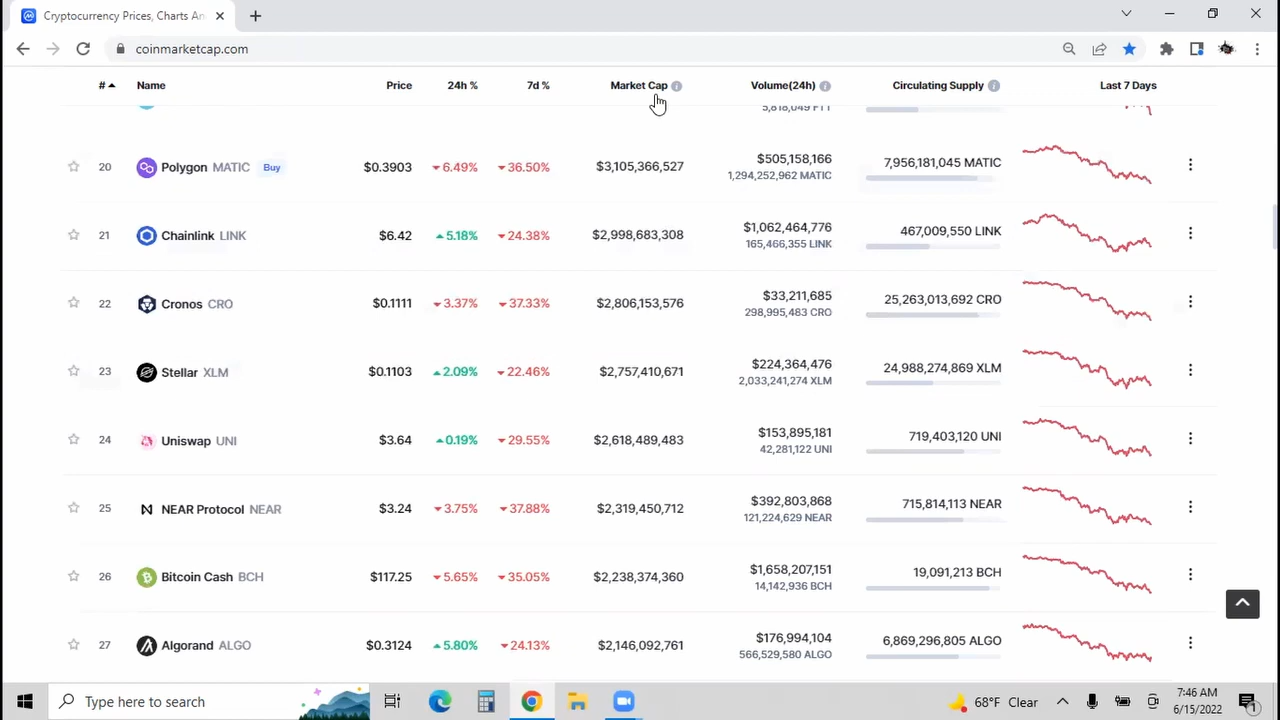 Cryptocurrency Prices, Charts An
coinmarketcap.com
# Name Price 24h % 7d % Market Cap Volume(24h) Circulating Supply Last 7 Days
5,818,049 FTT
20 Polygon MATIC Buy $0.3903 6.49% 36.50% $3,105,366,527 $505,158,166 7,956,181,045 MATIC
1,294,252,962 MATIC
21 Chainlink LINK $6.42 5.18% 24.38% $2,998,683,308 $1,062,464,776 467,009,550 LINK
165,466,355 LINK
22 Cronos CRO $0.1111 3.37% 37.33% $2,806,153,576 $33,211,685 25,263,013,692 CRO
298,995,483 CRO
23 Stellar XLM $0.1103 2.09% 22.46% $2,757,410,671 $224,364,476 24,988,274,869 XLM
2,033,241,274 XLM
24 Uniswap UNI $3.64 0.19% 29.55% $2,618,489,483 $153,895,181 719,403,120 UNI
42,281,122 UNI
25 NEAR Protocol NEAR $3.24 3.75% 37.88% $2,319,450,712 $392,803,868 715,814,113 NEAR
121,224,629 NEAR
26 Bitcoin Cash BCH $117.25 5.65% 35.05% $2,238,374,360 $1,658,207,151 19,091,213 BCH
14,142,936 BCH
27 Algorand ALGO $0.3124 5.80% 24.13% $2,146,092,761 $176,994,104 6,869,296,805 ALGO
566,529,580 ALGO
Type here to search
68°F Clear
7:46 AM
6/15/2022
1